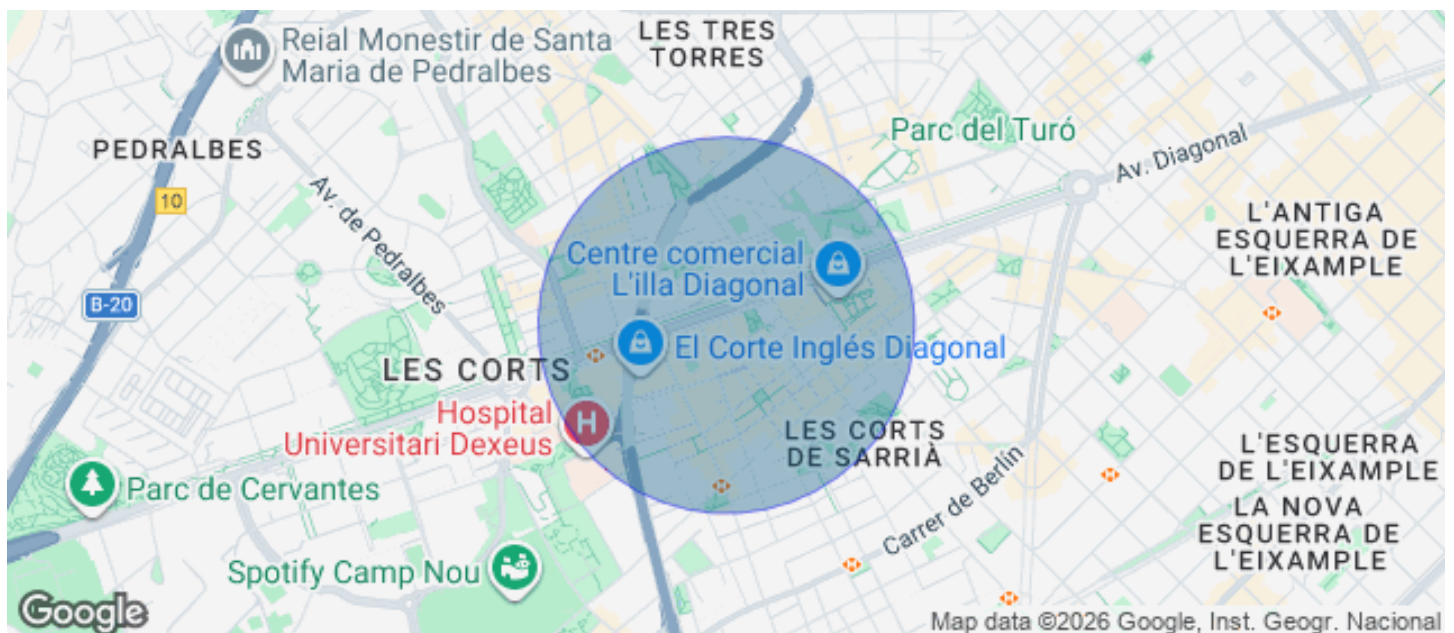 LES TRES
TORRES
Reial Monestir de Santa
Maria de Pedralbes
Parc del Turó
PEDRALBES
Av. Diagonal
10
Av. de Pedralbes
L'ANTIGA
ESQUERRA DE
L'EIXAMPLE
Centre comercial
L'illa Diagonal
B-20
El Corte Inglés Diagonal
LES CORTS
H
Hospital
Universitari Dexeus
LES CORTS
DE SARRIÀ
L'ESQUERRA
DE L'EIXAMPLE
Parc de Cervantes
Carrer de Berlín
LA NOVA
ESQUERRA DE
L'EIXAMPLE
Spotify Camp Nou
Google
Map data ©2026 Google, Inst. Geogr. Nacional